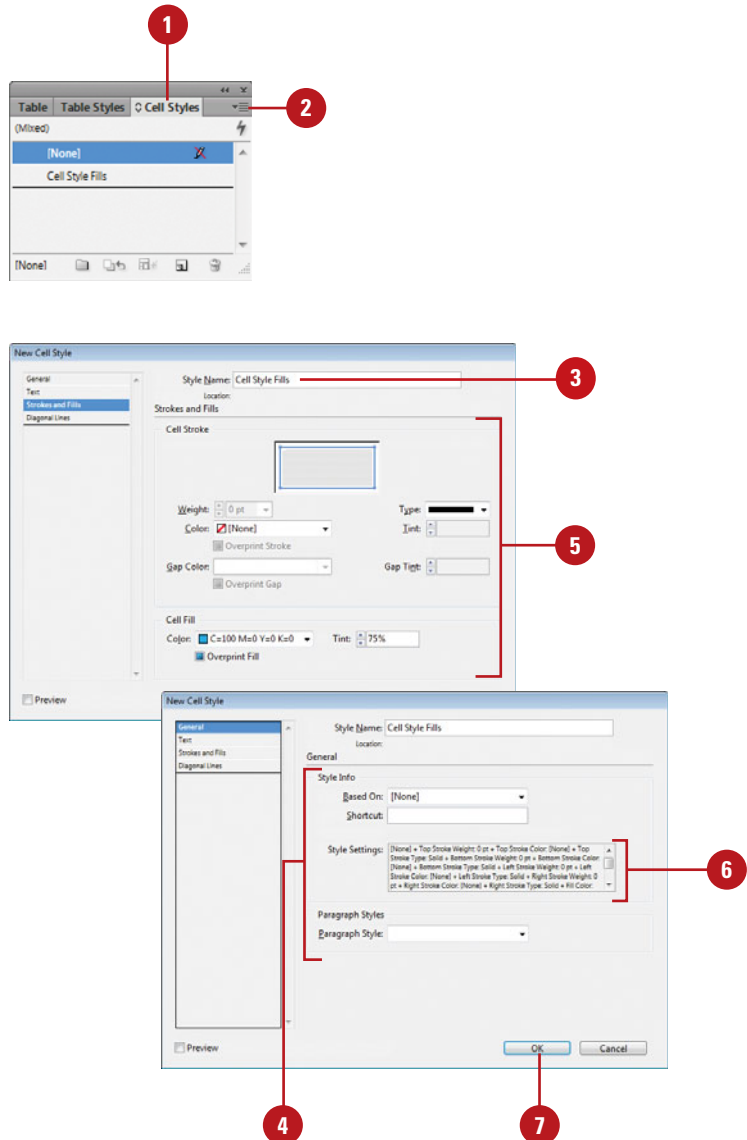 1
Table Table Styles Cell Styles
2
(Mixed)
[None]
Cell Style Fills
[None]
New Cell Style
General
Text
Strokes and Fills
Diagonal Lines
Style Name: Cell Style Fills
3
Location:
Strokes and Fills
Cell Stroke
Weight: 0 pt
Type:
Color: [None]
Tint:
Overprint Stroke
5
Gap Color:
Gap Tint:
Overprint Gap
Cell Fill
Color: C=100 M=0 Y=0 K=0 Tint: 75%
Overprint Fill
Preview
New Cell Style
General
Text
Strokes and Fills
Diagonal Lines
Style Name: Cell Style Fills
Location:
General
Style Info
Based On: [None]
Shortcut:
Style Settings: [None] + Top Stroke Weight: 0 pt + Top Stroke Color: [None] + Top
Stroke Type: Solid + Bottom Stroke Weight: 0 pt + Bottom Stroke Color:
[None] + Bottom Stroke Type: Solid + Left Stroke Weight: 0 pt + Left
Stroke Color: [None] + Left Stroke Type: Solid + Right Stroke Weight: 0
pt + Right Stroke Color: [None] + Right Stroke Type: Solid + Fill Color:
6
Paragraph Styles
Paragraph Style:
Preview
OK Cancel
4
7